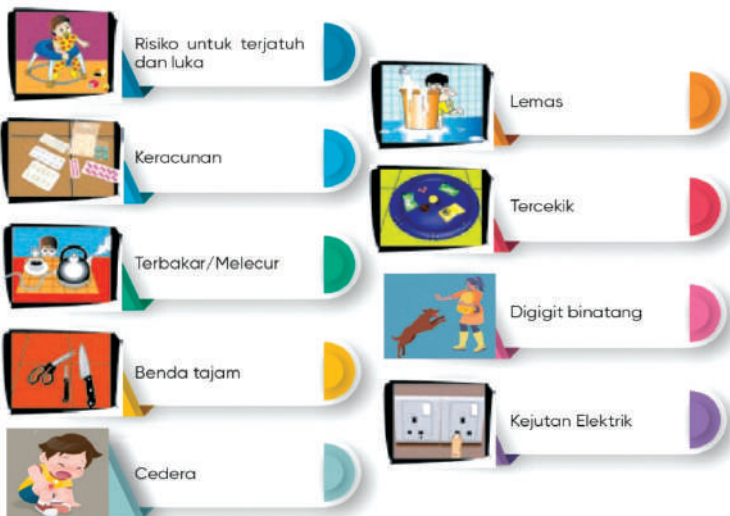 Risiko untuk terjatuh
dan luka
Keracunan
Terbakar/Melecur
Benda tajam
Cedera
Lemas
Tercekik
Digigit binatang
Kejutan Elektrik